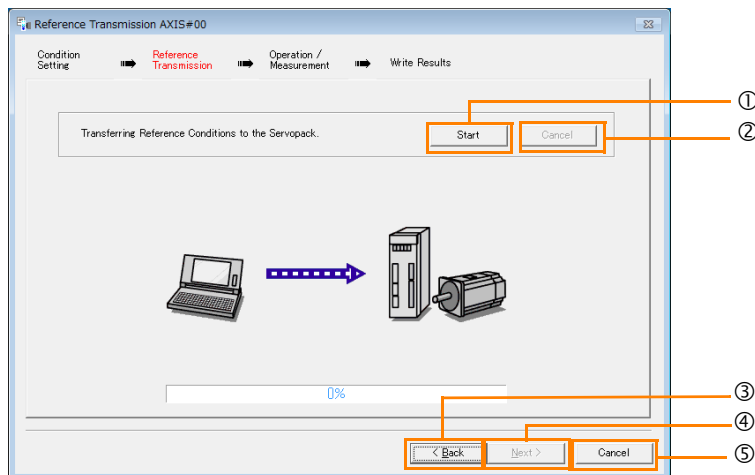 Reference Transmission AXIS#00
Condition Setting
Reference Transmission
Operation / Measurement
Write Results
Transferring Reference Conditions to the Servopack.
Start
Cancel
①
②
0%
③
④
⑤
< Back
Next >
Cancel